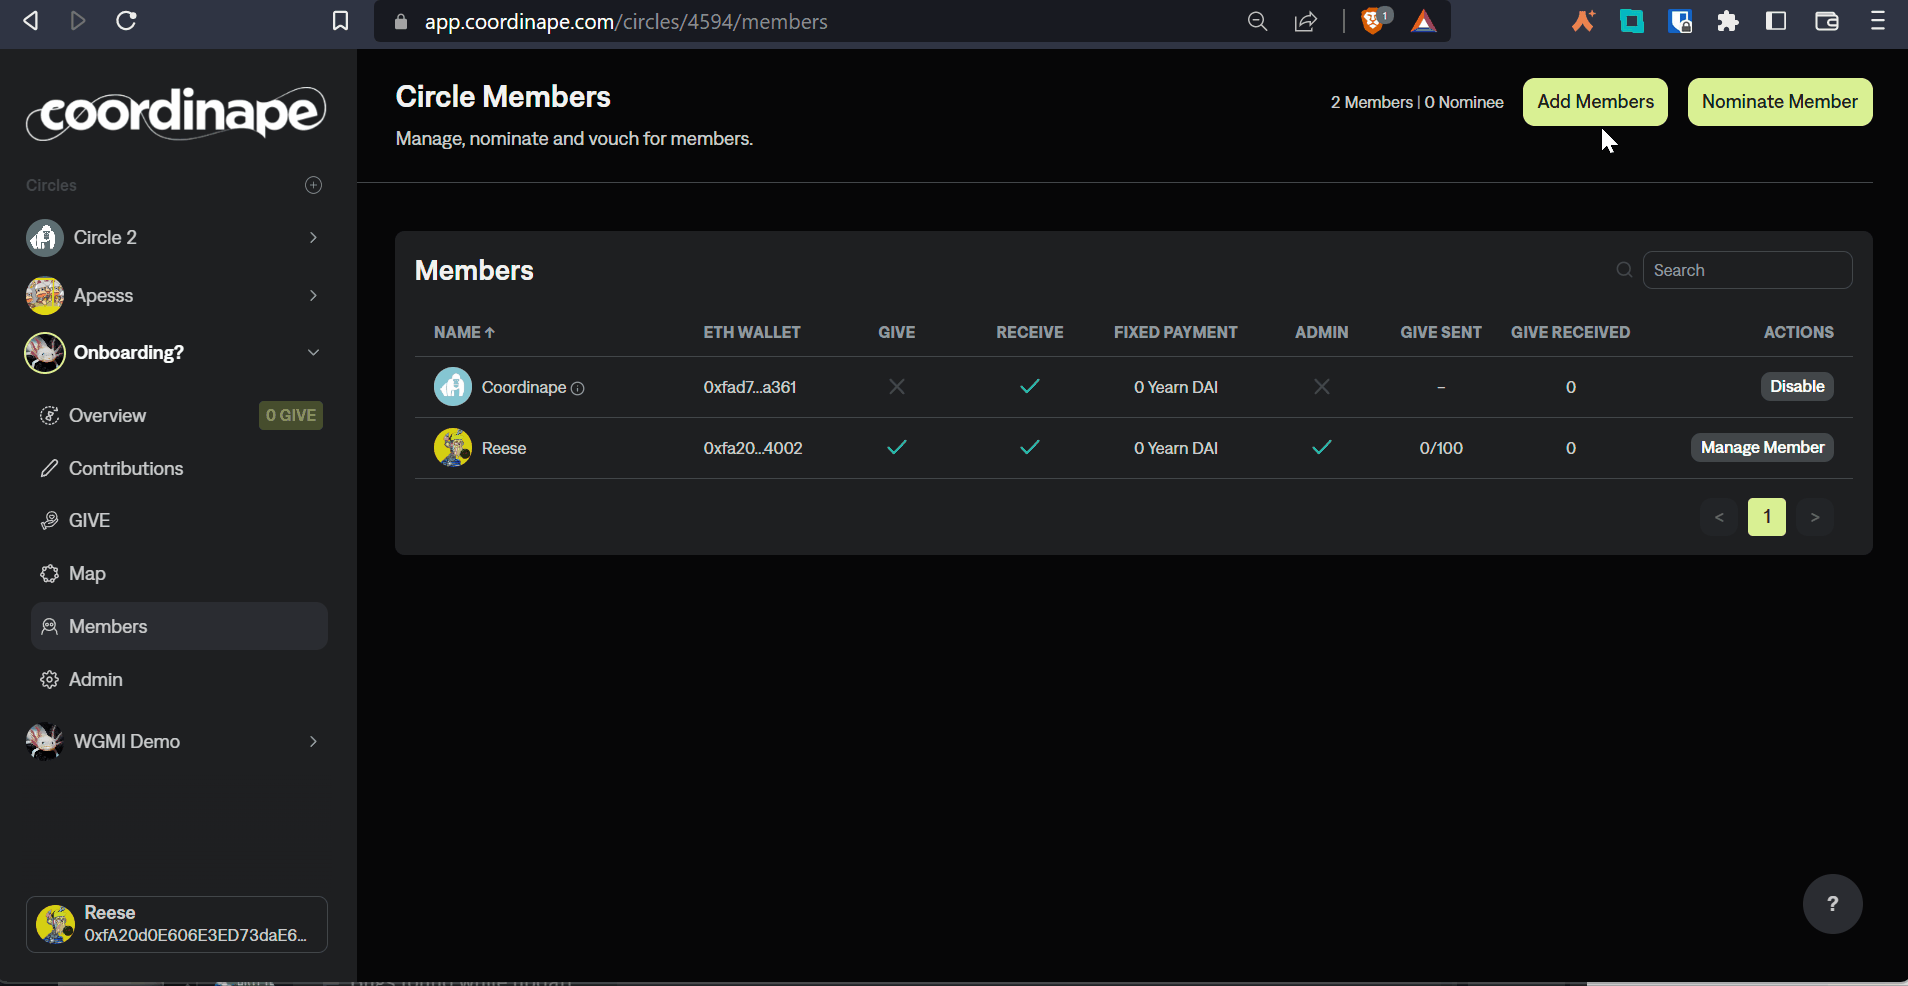 app.coordinape.com/circles/4594/members
1
coordinape
Circles
Circle 2
Apesss
Onboarding?
Overview
0 GIVE
Contributions
GIVE
Map
Members
Admin
WGMI Demo
Reese
0xfA20d0E606E3ED73daE6...
Circle Members
Manage, nominate and vouch for members.
2 Members | 0 Nominee
Add Members
Nominate Member
Members
Search
NAME ↑ ETH WALLET GIVE RECEIVE FIXED PAYMENT ADMIN GIVE SENT GIVE RECEIVED ACTIONS
Coordinape 0xfad7...a361 0 Yearn DAI – 0 Disable
Reese 0xfa20...4002 0 Yearn DAI 0/100 0 Manage Member
< 1 >
?